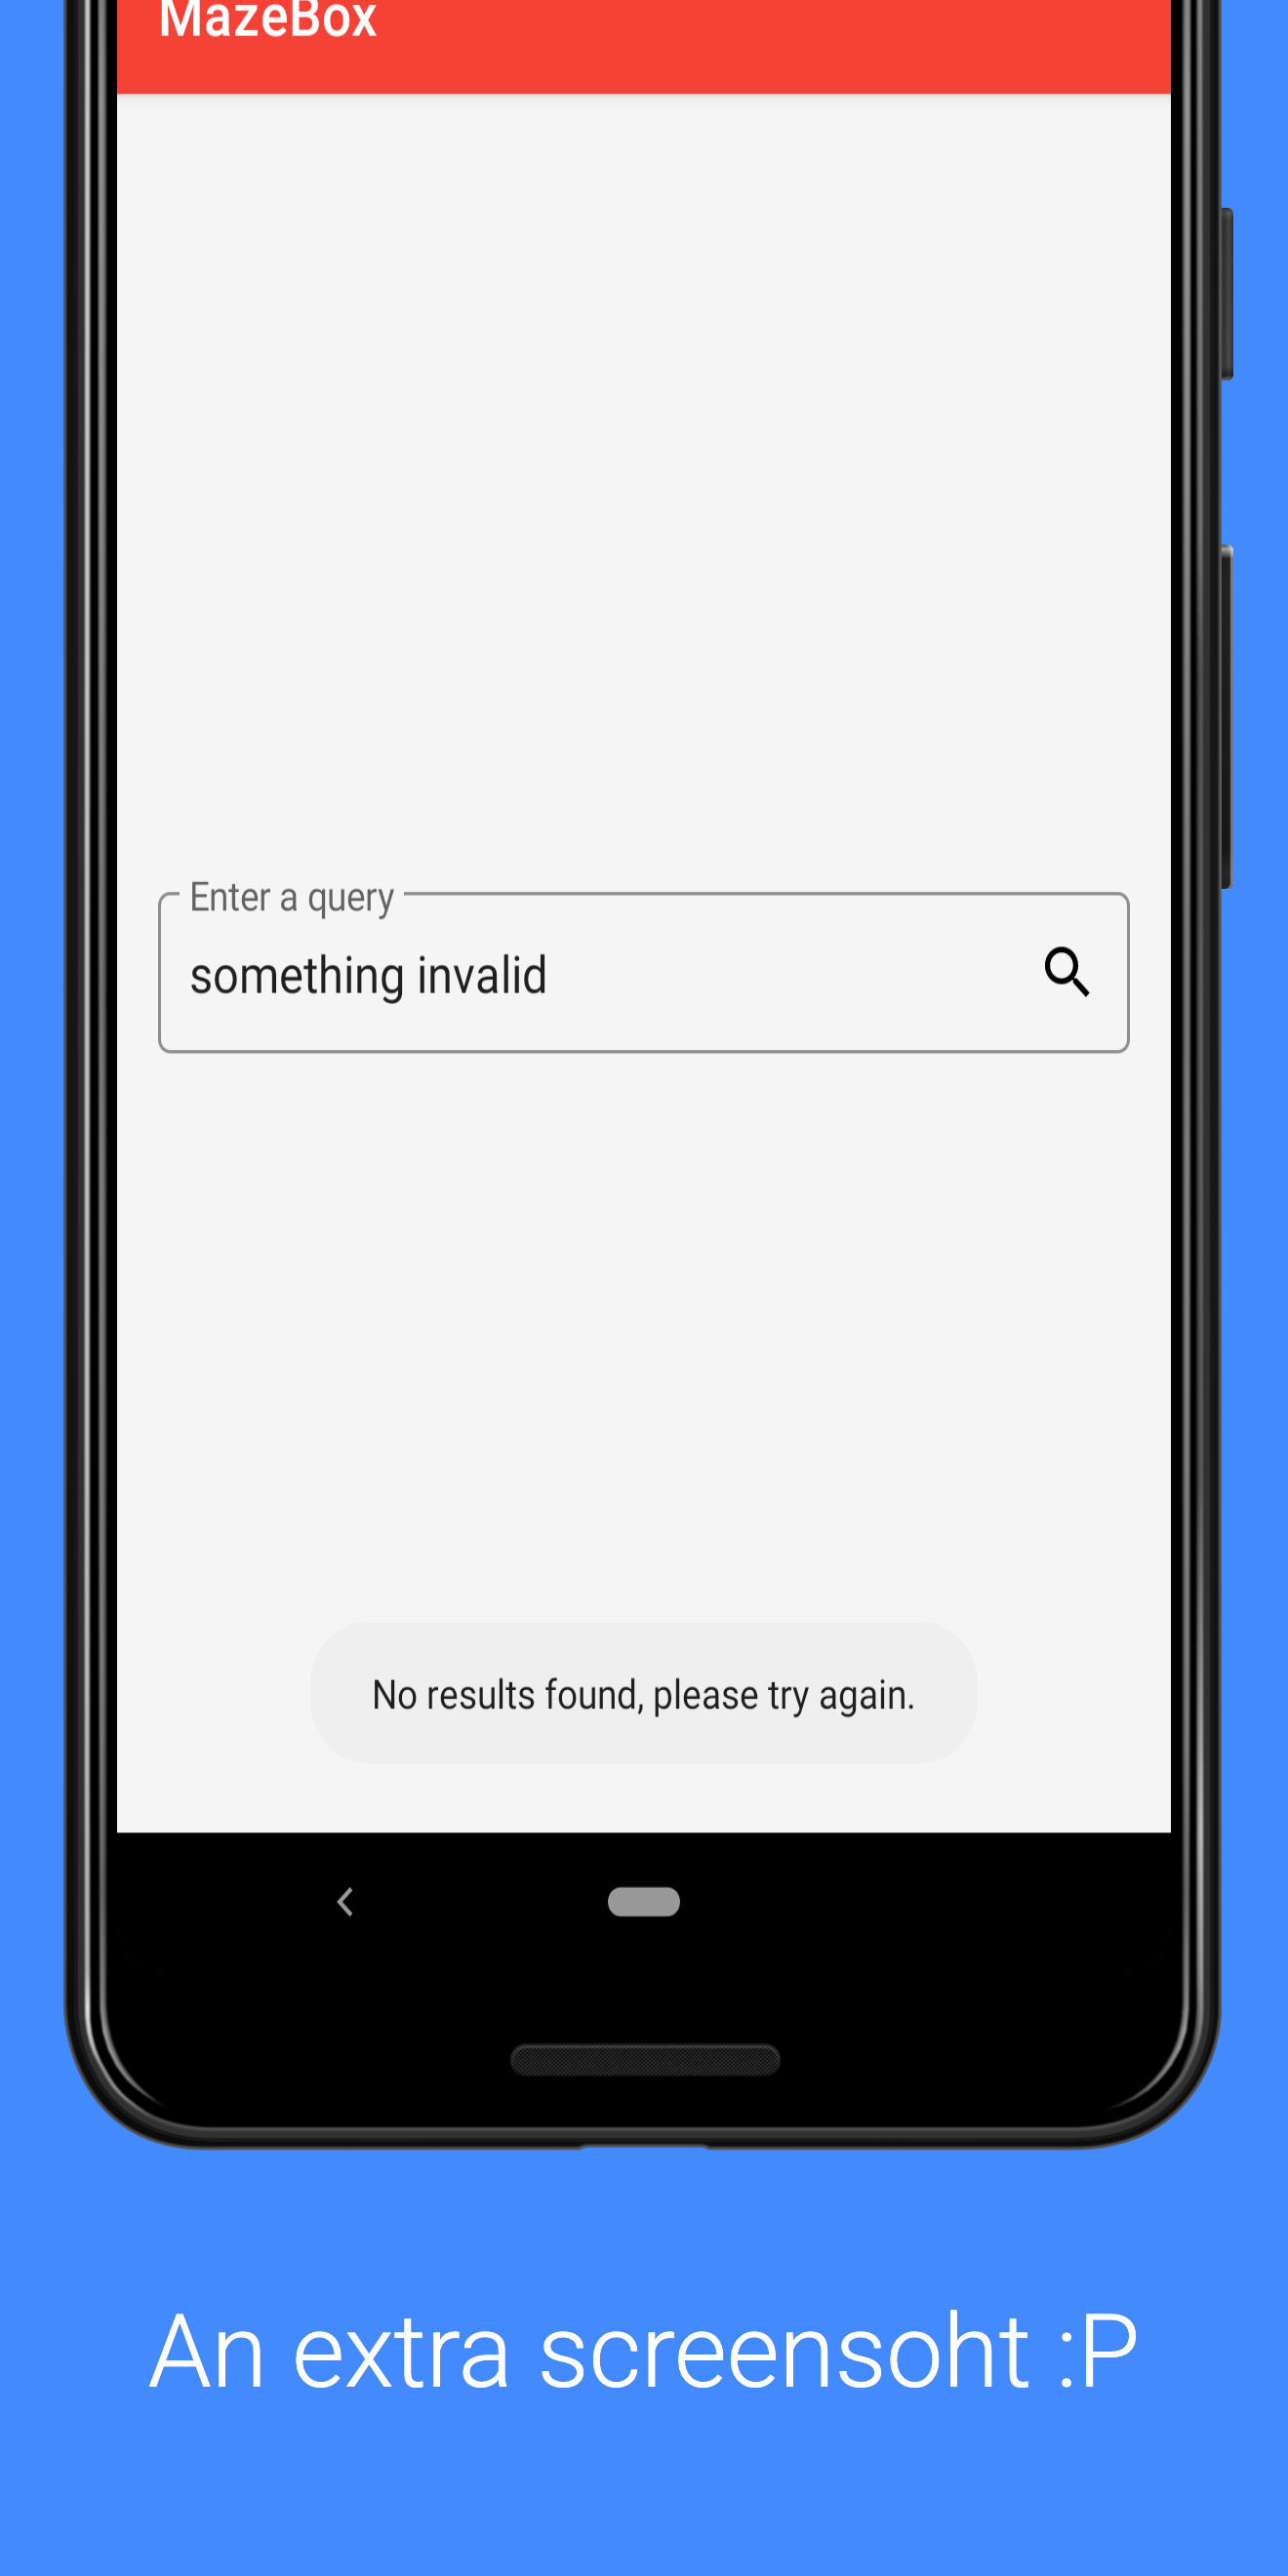 MazeBox
Enter a query
something invalid
No results found, please try again.
An extra screensoht :P